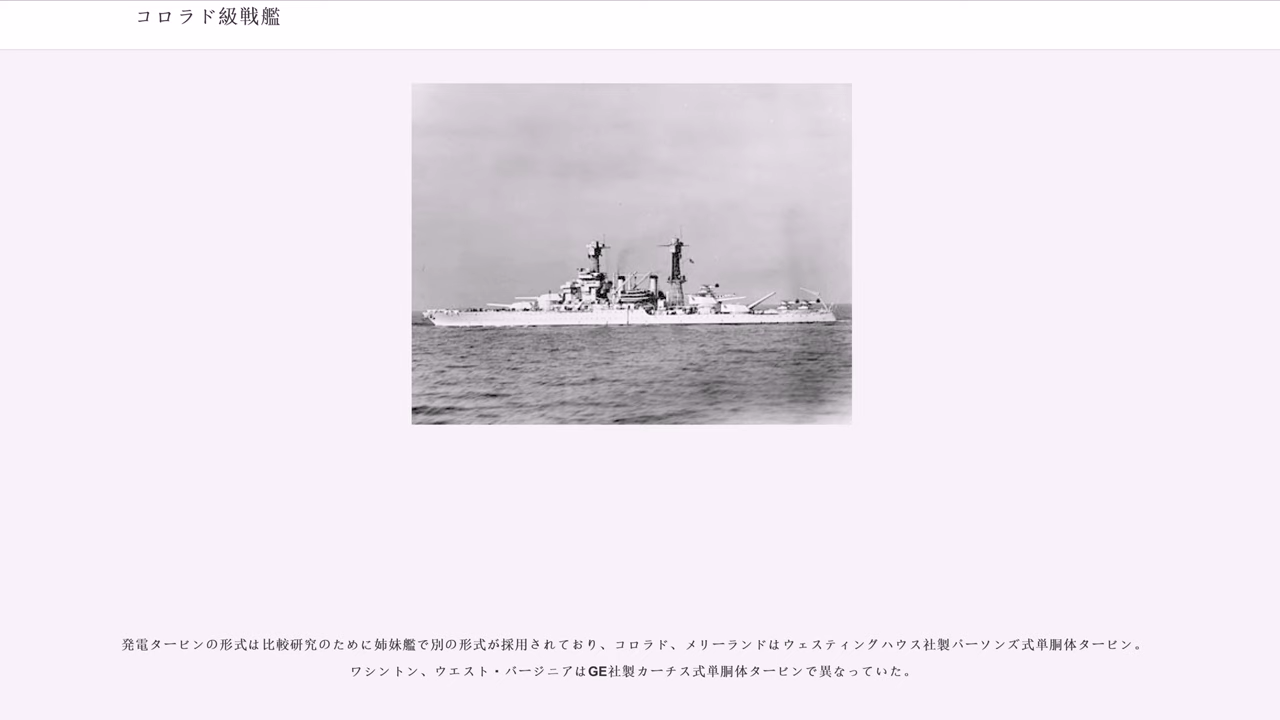 コロラド級戦艦
発電タービンの形式は比較研究のために姉妹艦で別の形式が採用されており、コロラド、メリーランドはウェスティングハウス社製パーソンズ式単胴体タービン。
ワシントン、ウエスト・バージニアはGE社製カーチス式単胴体タービンで異なっていた。